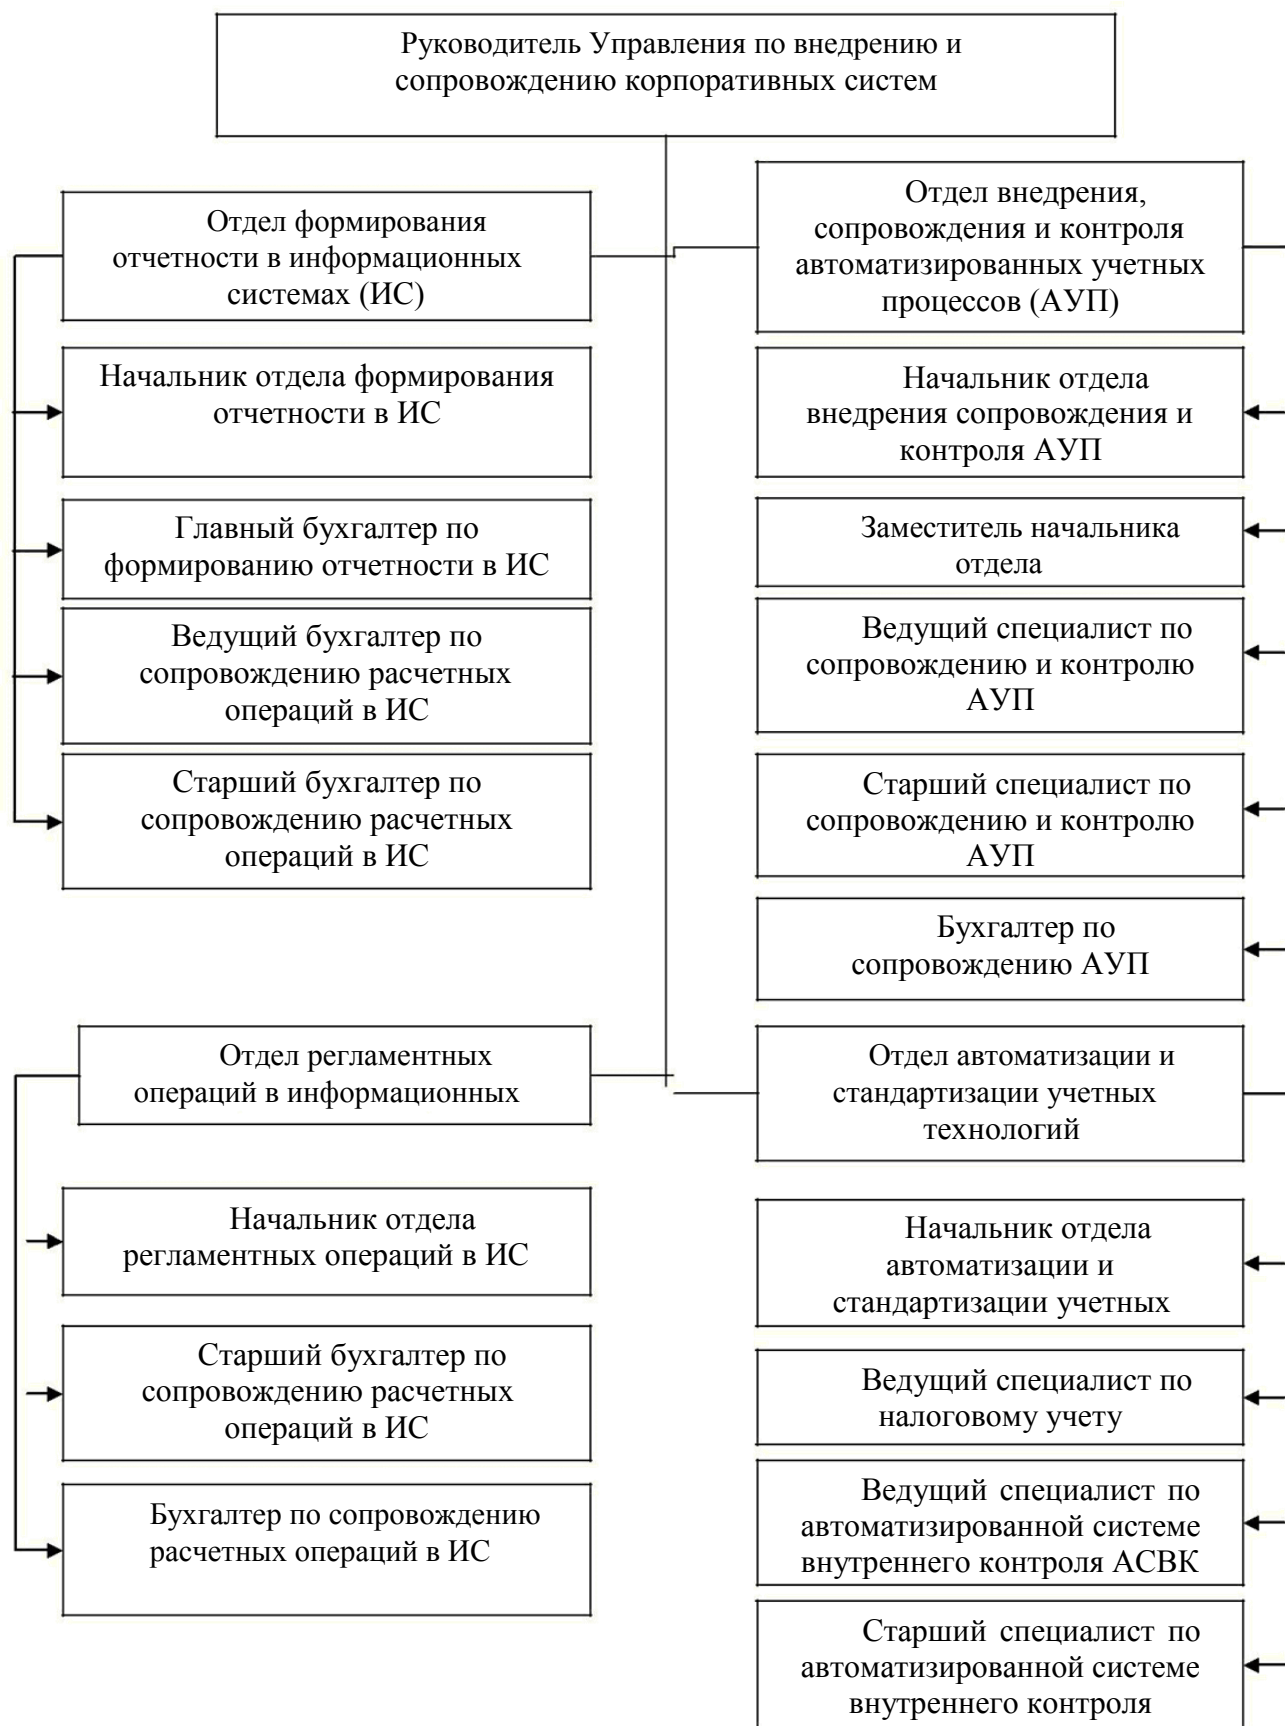 Руководитель Управления по внедрению и
сопровождению корпоративных систем
Отдел формирования
отчетности в информационных
системах (ИС)
Начальник отдела формирования
отчетности в ИС
Главный бухгалтер по
формированию отчетности в ИС
Ведущий бухгалтер по
сопровождению расчетных
операций в ИС
Старший бухгалтер по
сопровождению расчетных
операций в ИС
Отдел внедрения,
сопровождения и контроля
автоматизированных учетных
процессов (АУП)
Начальник отдела
внедрения сопровождения и
контроля АУП
Заместитель начальника
отдела
Ведущий специалист по
сопровождению и контролю
АУП
Старший специалист по
сопровождению и контролю
АУП
Бухгалтер по
сопровождению АУП
Отдел регламентных
операций в информационных
Начальник отдела
регламентных операций в ИС
Старший бухгалтер по
сопровождению расчетных
операций в ИС
Бухгалтер по сопровождению
расчетных операций в ИС
Отдел автоматизации и
стандартизации учетных
технологий
Начальник отдела
автоматизации и
стандартизации учетных
Ведущий специалист по
налоговому учету
Ведущий специалист по
автоматизированной системе
внутреннего контроля АСВК
Старший специалист по
автоматизированной системе
внутреннего контроля